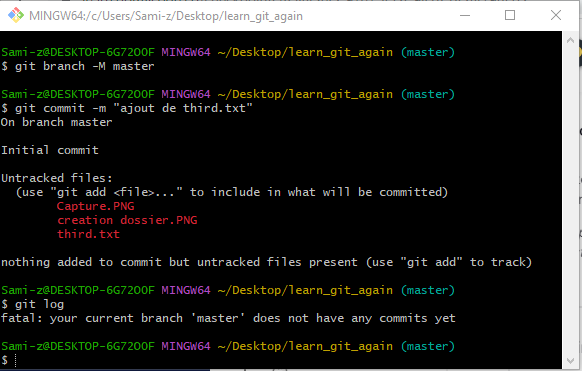 MINGW64:/c/Users/Sami-z/Desktop/learn_git_again
Sami-z@DESKTOP-6G72OOF MINGW64 ~/Desktop/learn_git_again (master)
$ git branch -M master
Sami-z@DESKTOP-6G72OOF MINGW64 ~/Desktop/learn_git_again (master)
$ git commit -m "ajout de third.txt"
On branch master
Initial commit
Untracked files:
(use "git add <file>..." to include in what will be committed)
Capture.PNG
creation dossier.PNG
third.txt
nothing added to commit but untracked files present (use "git add" to track)
Sami-z@DESKTOP-6G72OOF MINGW64 ~/Desktop/learn_git_again (master)
$ git log
fatal: your current branch 'master' does not have any commits yet
Sami-z@DESKTOP-6G72OOF MINGW64 ~/Desktop/learn_git_again (master)
$